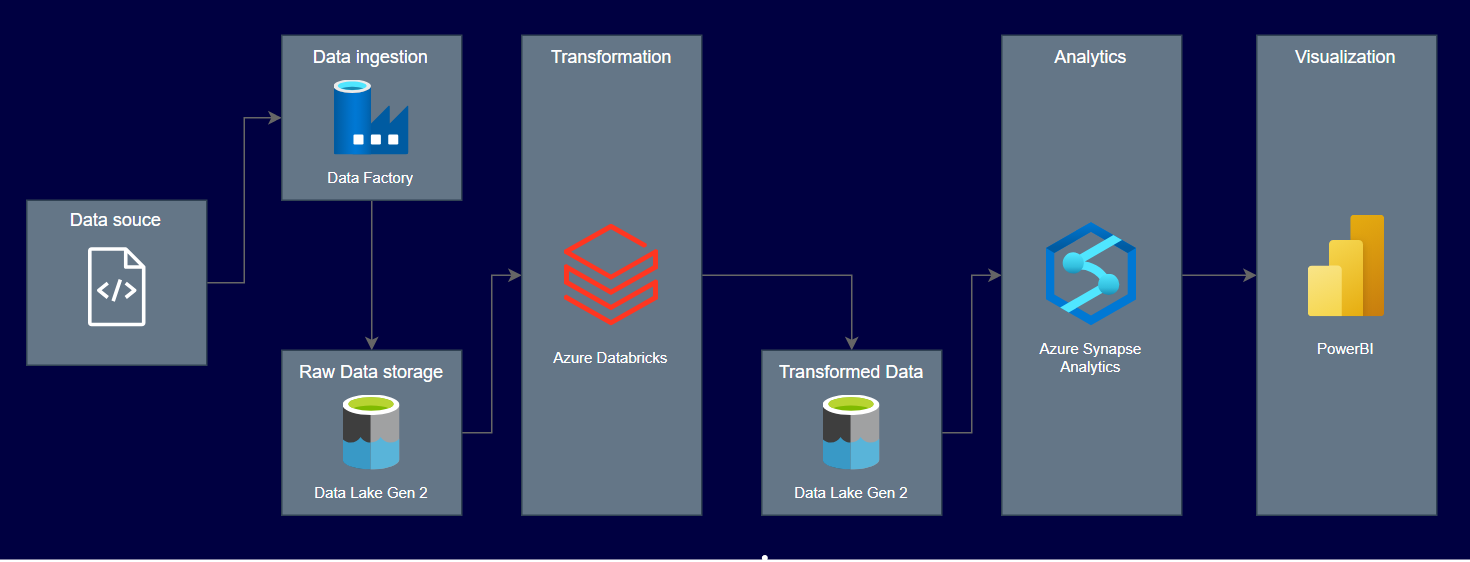 Data souce
Data ingestion
Data Factory
Raw Data storage
Data Lake Gen 2
Transformation
Azure Databricks
Transformed Data
Data Lake Gen 2
Analytics
Azure Synapse
Analytics
Visualization
PowerBI